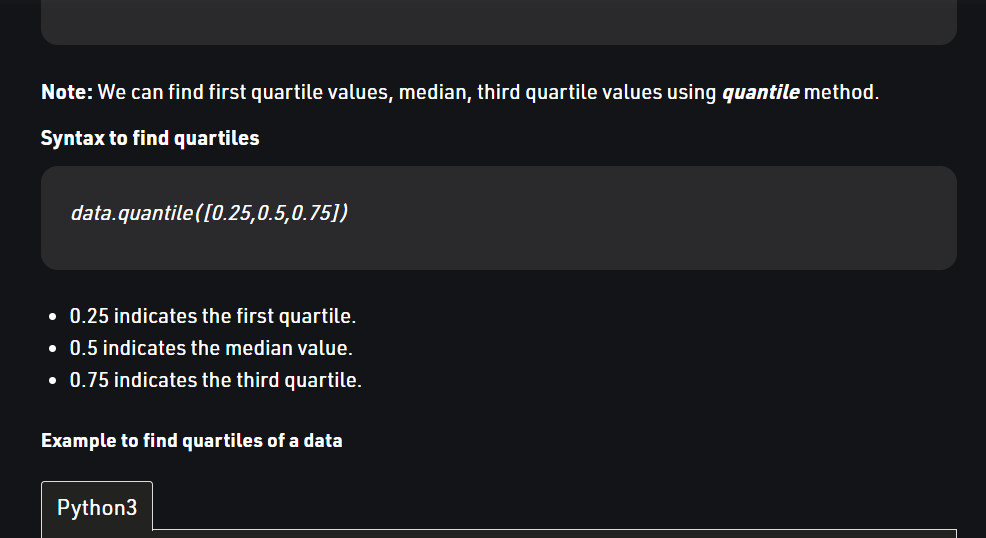 Note: We can find first quartile values, median, third quartile values using quantile method.
Syntax to find quartiles
data.quantile([0.25,0.5,0.75])
• 0.25 indicates the first quartile.
• 0.5 indicates the median value.
• 0.75 indicates the third quartile.
Example to find quartiles of a data
Python3